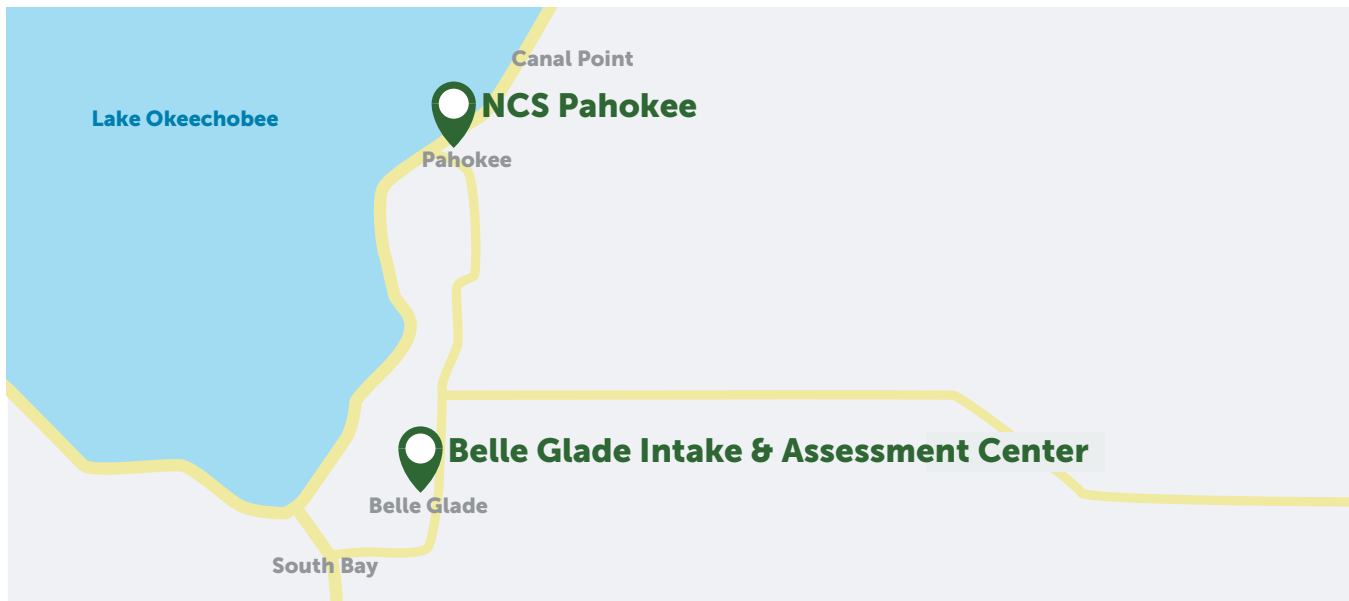 Canal Point
NCS Pahokee
Lake Okeechobee
Pahokee
Belle Glade Intake & Assessment Center
Belle Glade
South Bay